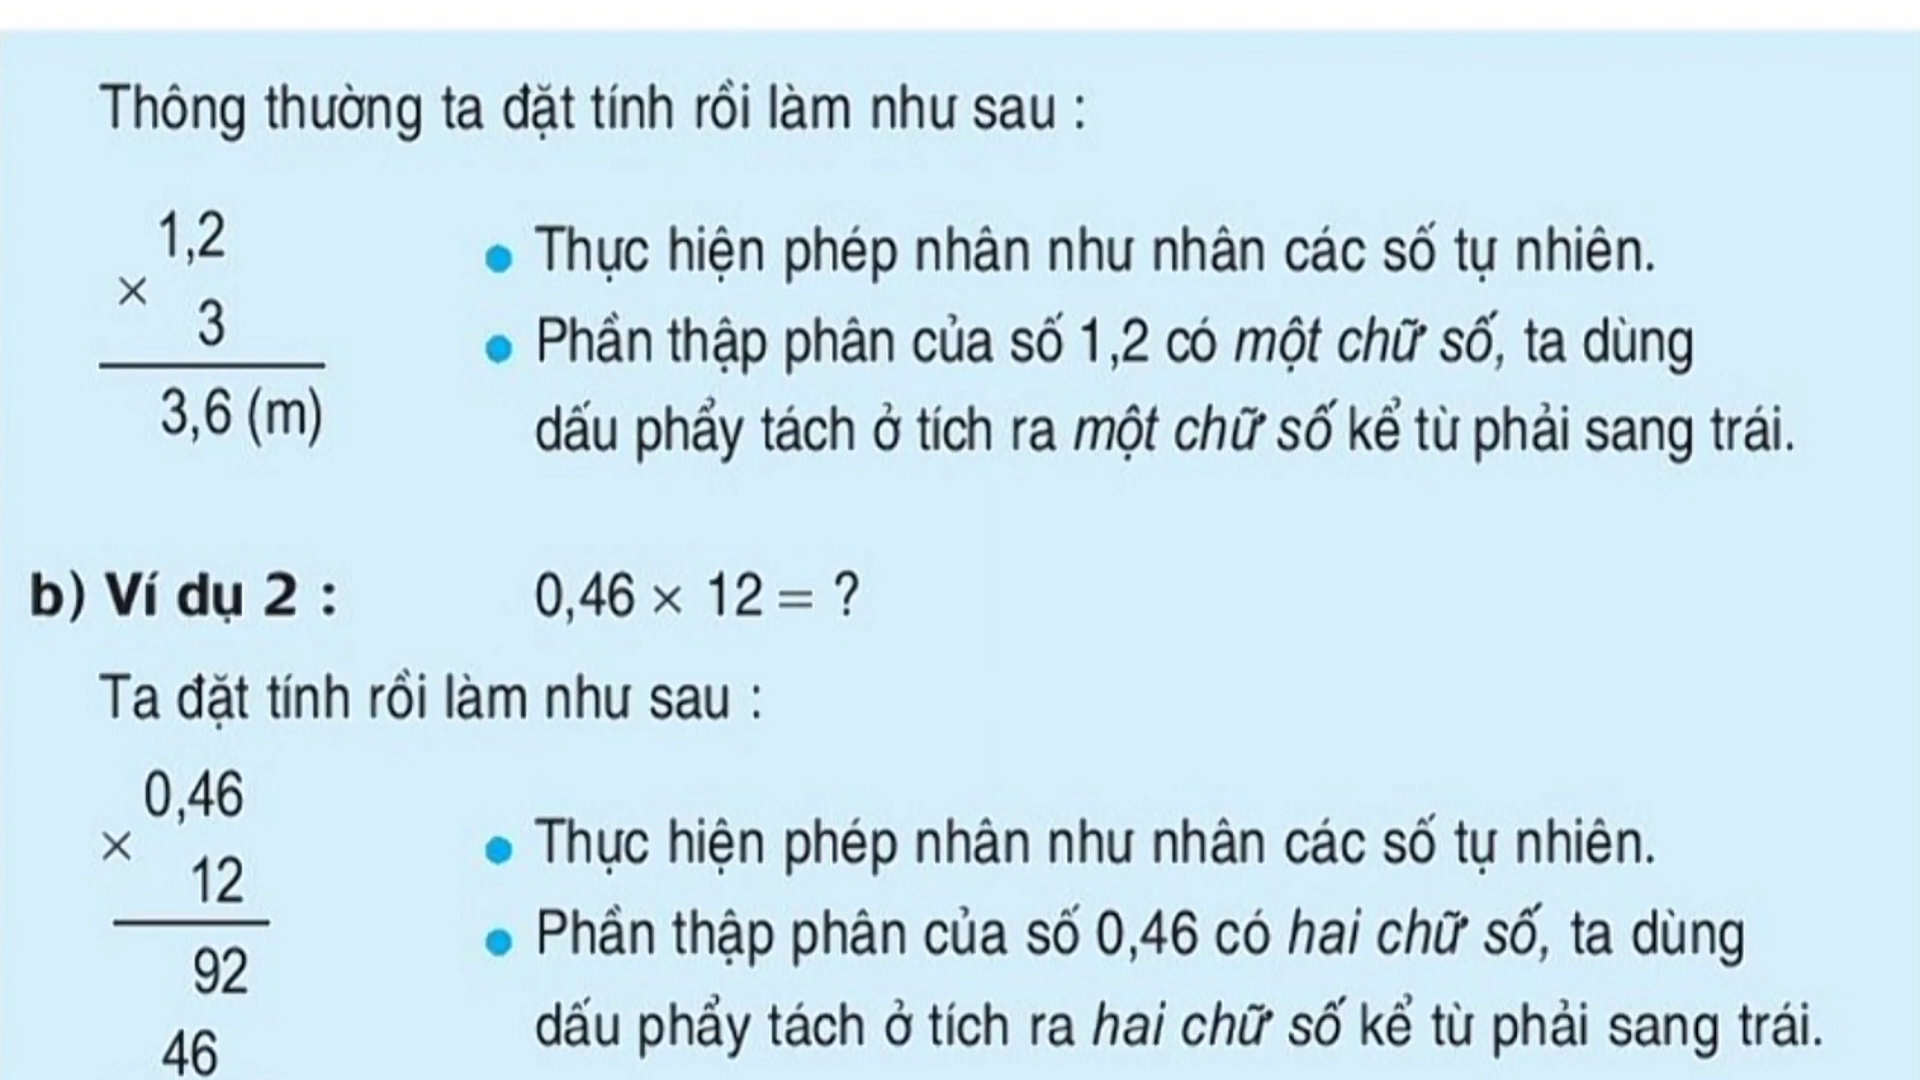 Thông thường ta đặt tính rồi làm như sau :
1,2
×
3
3,6 (m)
• Thực hiện phép nhân như nhân các số tự nhiên.
• Phần thập phân của số 1,2 có một chữ số, ta dùng
dấu phẩy tách ở tích ra một chữ số kể từ phải sang trái.
b) Ví dụ 2 : 0,46 × 12 = ?
Ta đặt tính rồi làm như sau :
0,46
×
12
92
46
• Thực hiện phép nhân như nhân các số tự nhiên.
• Phần thập phân của số 0,46 có hai chữ số, ta dùng
dấu phẩy tách ở tích ra hai chữ số kể từ phải sang trái.